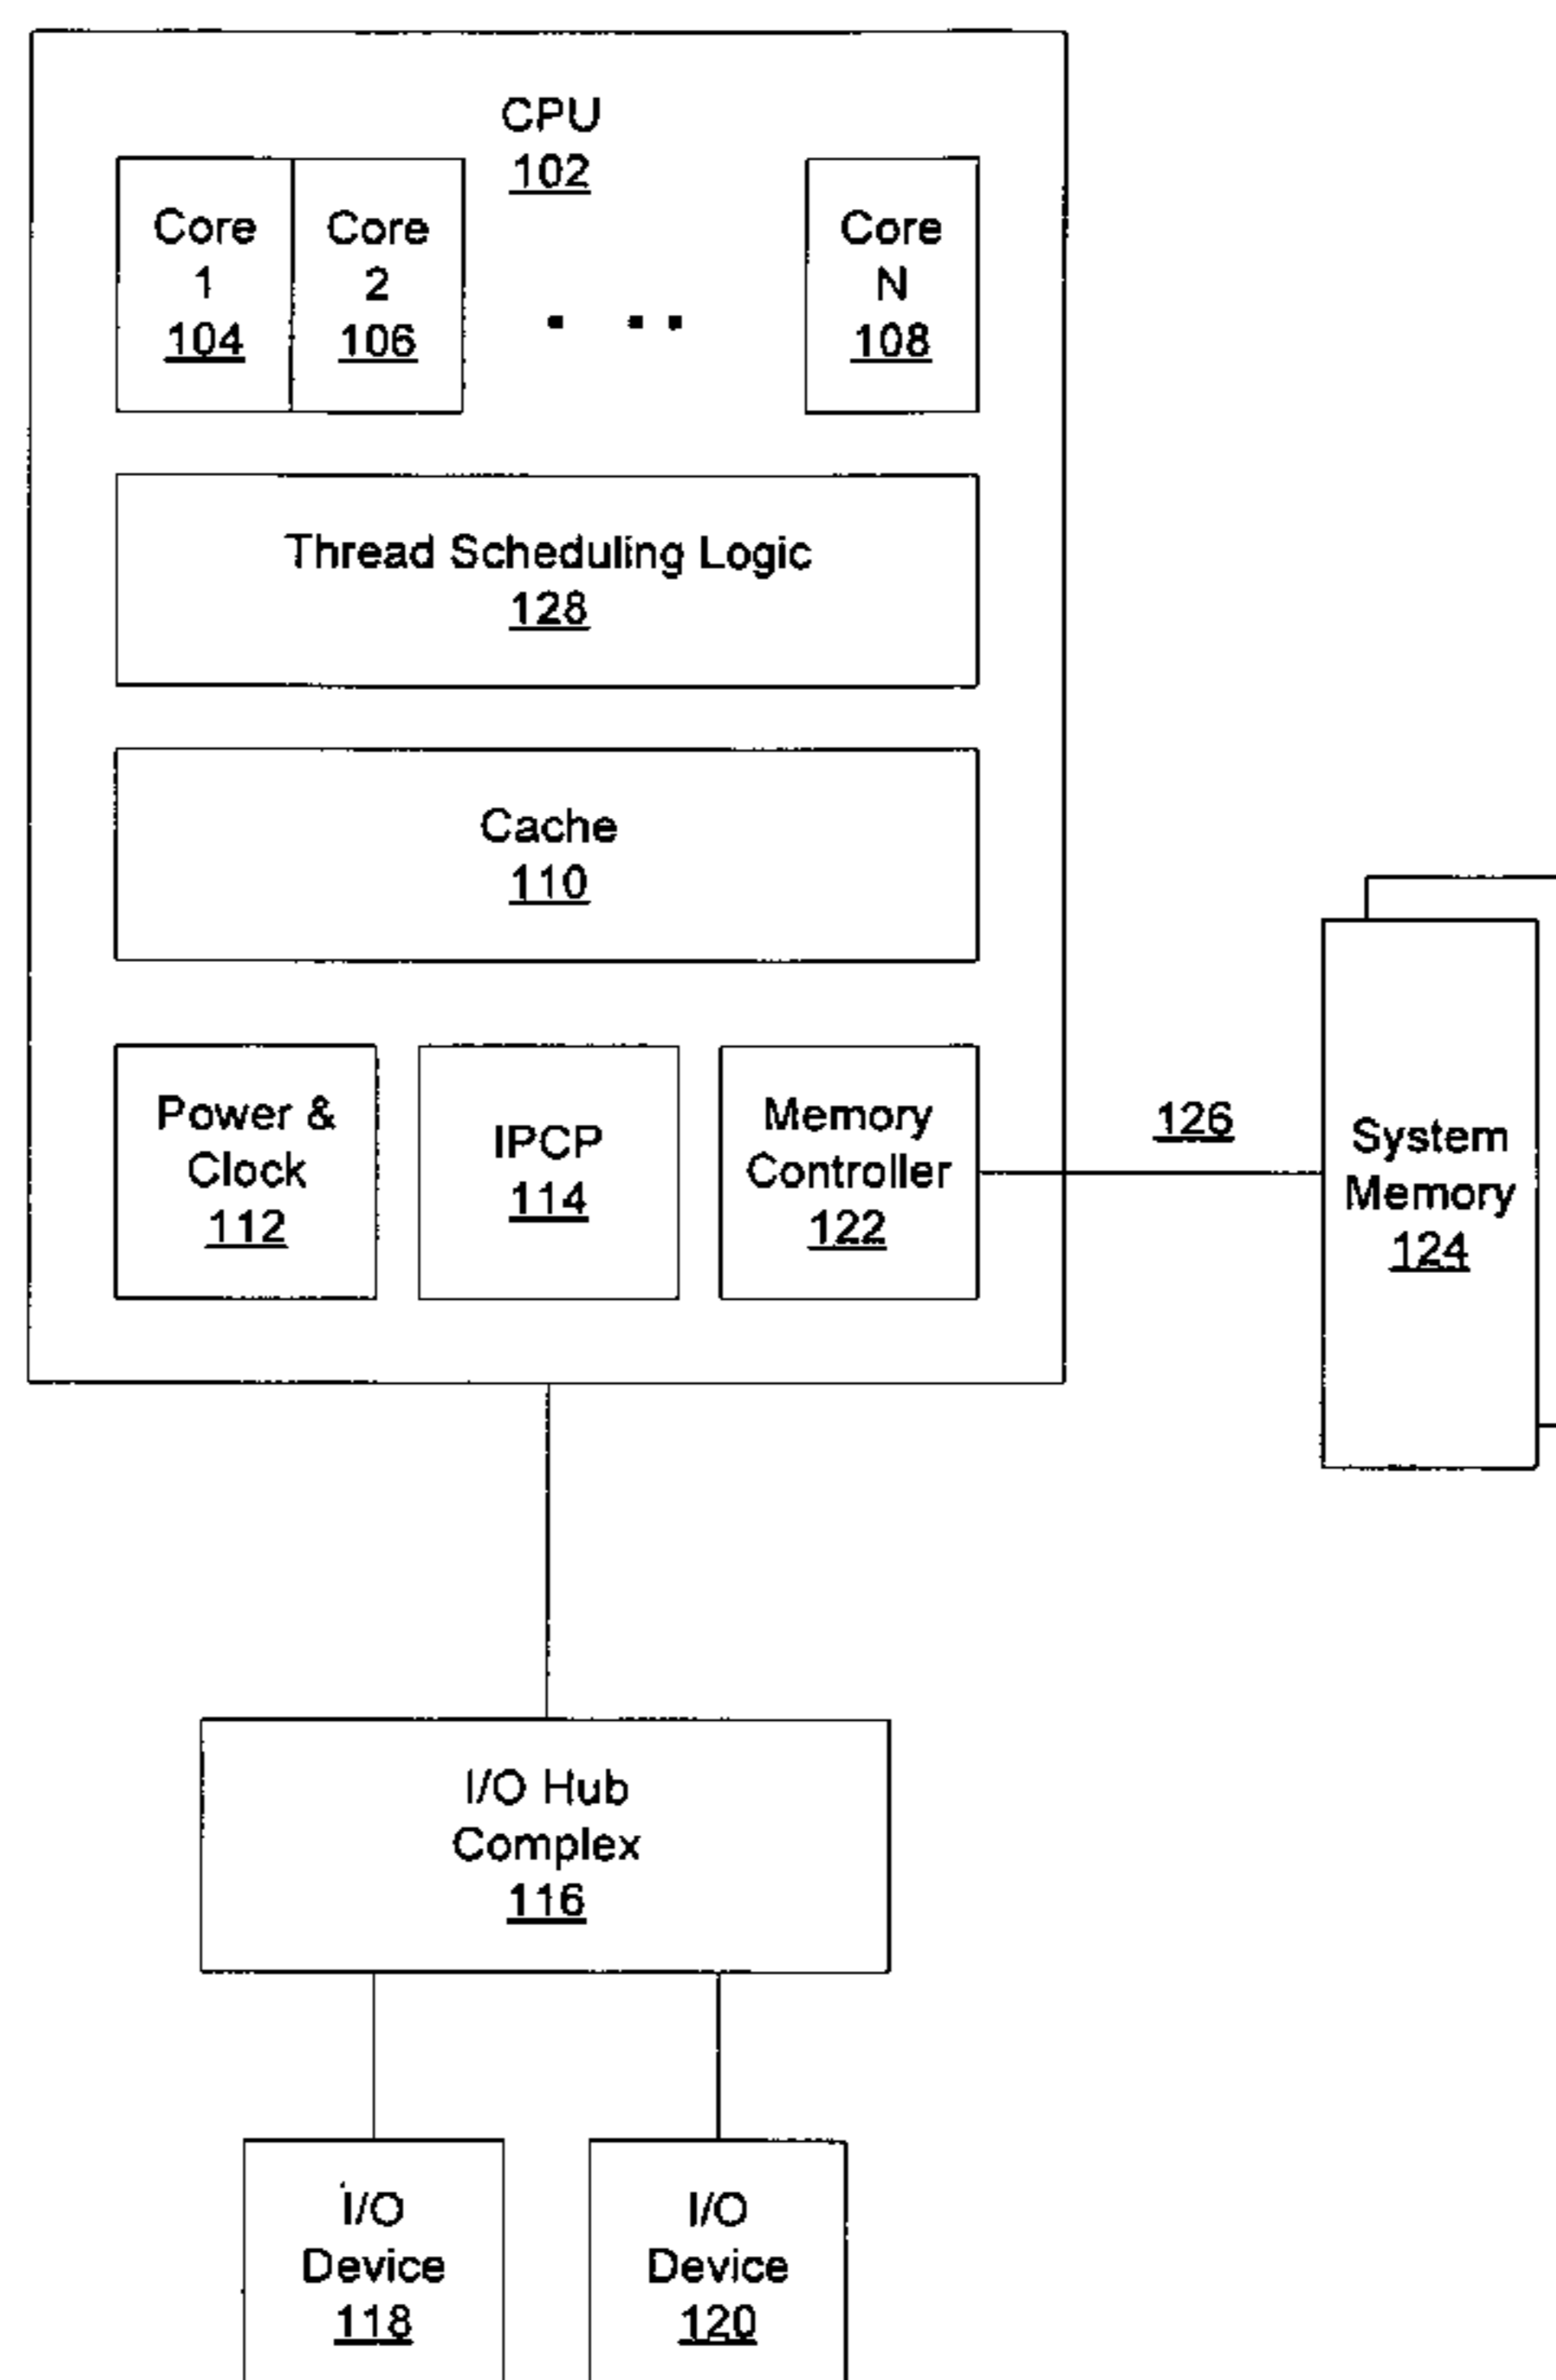 CPU
102
Core
1
104
Core
2
106
. . .
Core
N
108
Thread Scheduling Logic
128
Cache
110
Power &
Clock
112
IPCP
114
Memory
Controller
122
126
System
Memory
124
I/O Hub
Complex
116
I/O
Device
118
I/O
Device
120